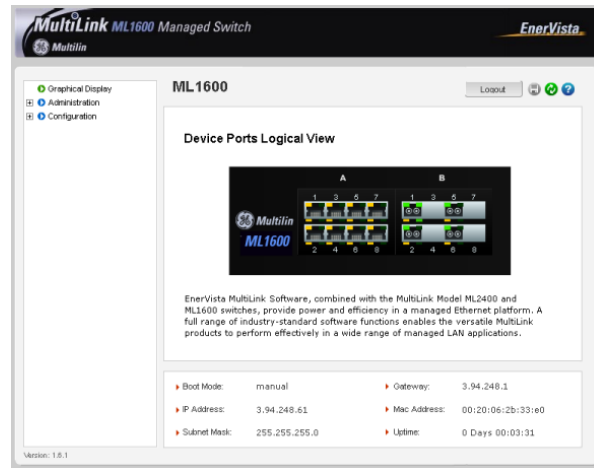 MultiLink ML1600 Managed Switch
Multilin
EnerVista
Graphical Display
Administration
Configuration
ML1600
Logout
Device Ports Logical View
A B
1 3 5 7 1 3 5 7
Multilin
ML1600
2 4 6 8 2 4 6 8
EnerVista MultiLink Software, combined with the MultiLink Model ML2400 and
ML1600 switches, provide power and efficiency in a managed Ethernet platform. A
full range of industry-standard software functions enables the versatile MultiLink
products to perform effectively in a wide range of managed LAN applications.
Boot Mode: manual Gateway: 3.94.248.1
IP Address: 3.94.248.61 Mac Address: 00:20:06:2b:33:e0
Subnet Mask: 255.255.255.0 Uptime: 0 Days 00:03:31
Version: 1.6.1